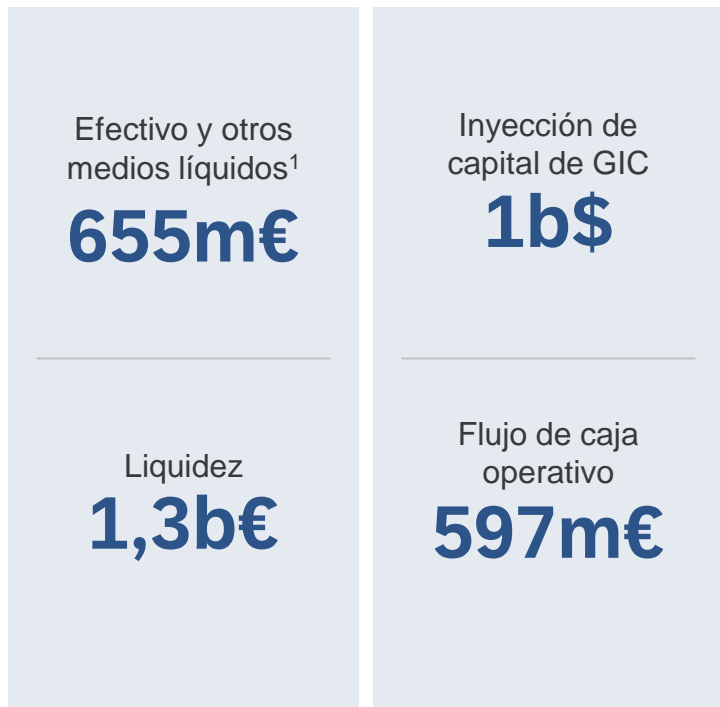 Efectivo y otros
medios líquidos¹
655m€
Liquidez
1,3b€
Inyección de
capital de GIC
1b$
Flujo de caja
operativo
597m€